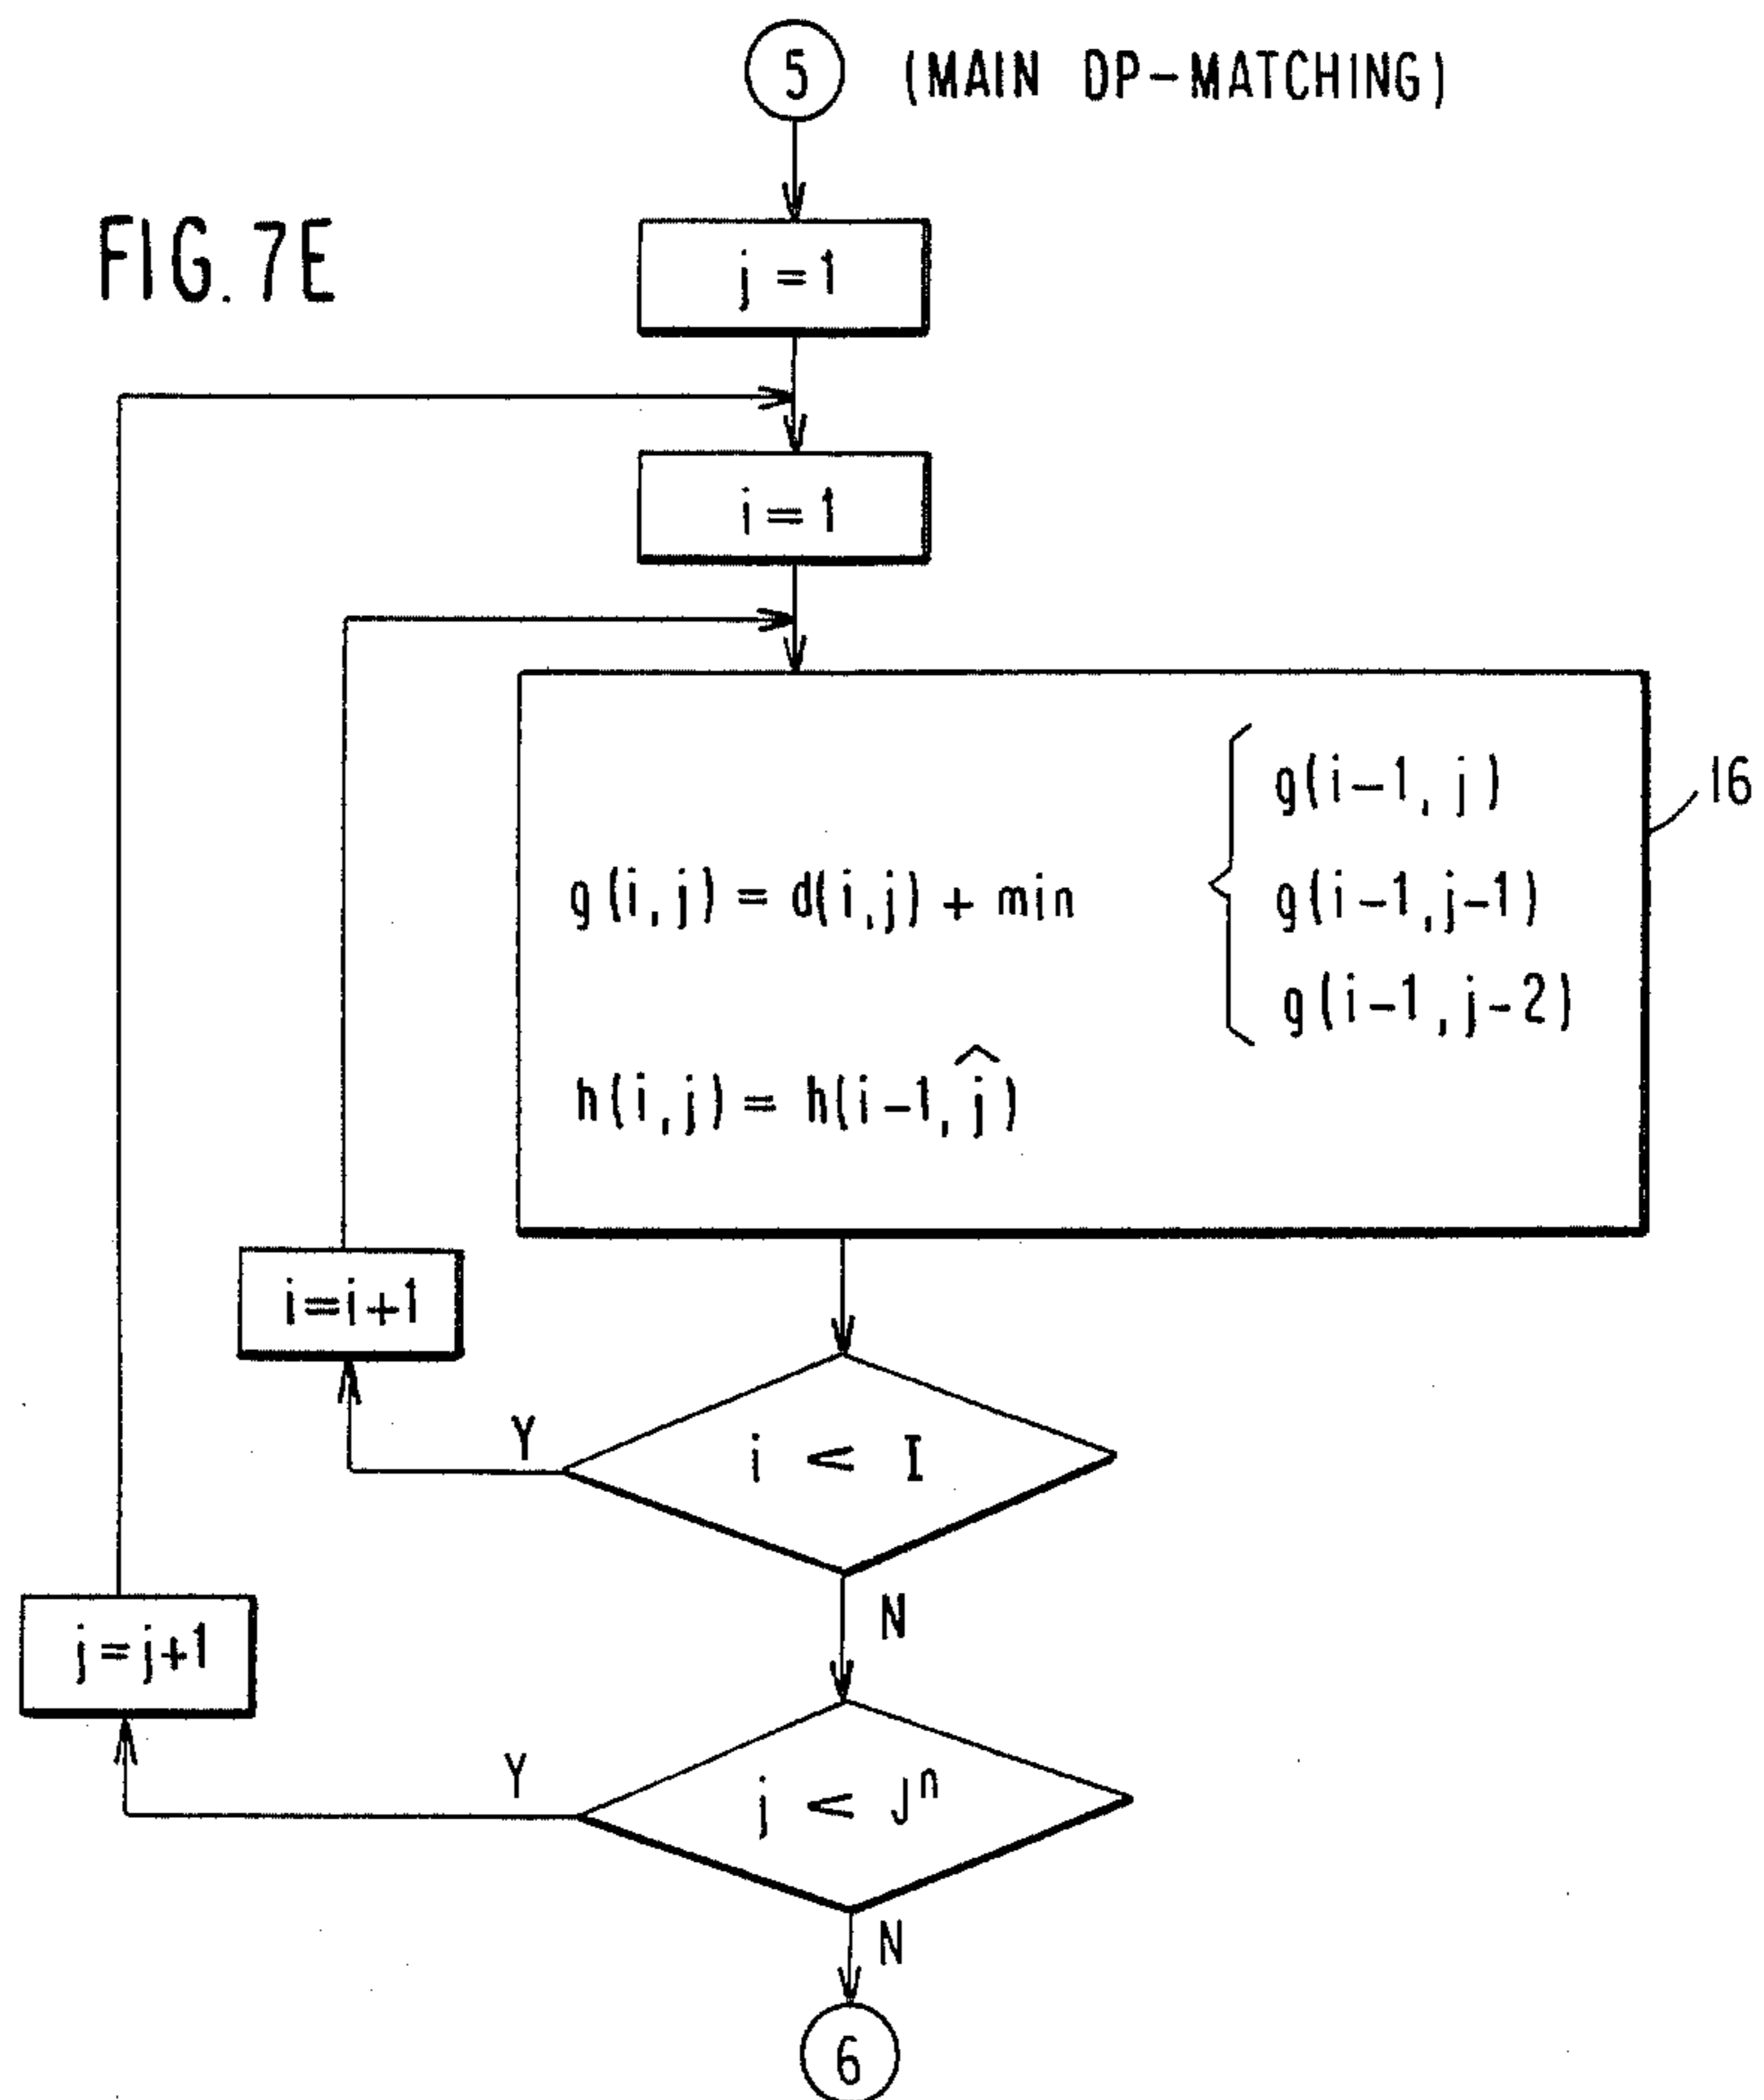 5 (MAIN DP-MATCHING)
FIG. 7E
j = 1
i = 1
g(i-1, j)
16
g(i,j) = d(i,j) + min
g(i-1,j-1)
g(i-1,j-2)
h(i,j) = h(i-1,ĵ)
i=i+1
Y
i < I
N
j=j+1
Y
j < Jⁿ
N
6